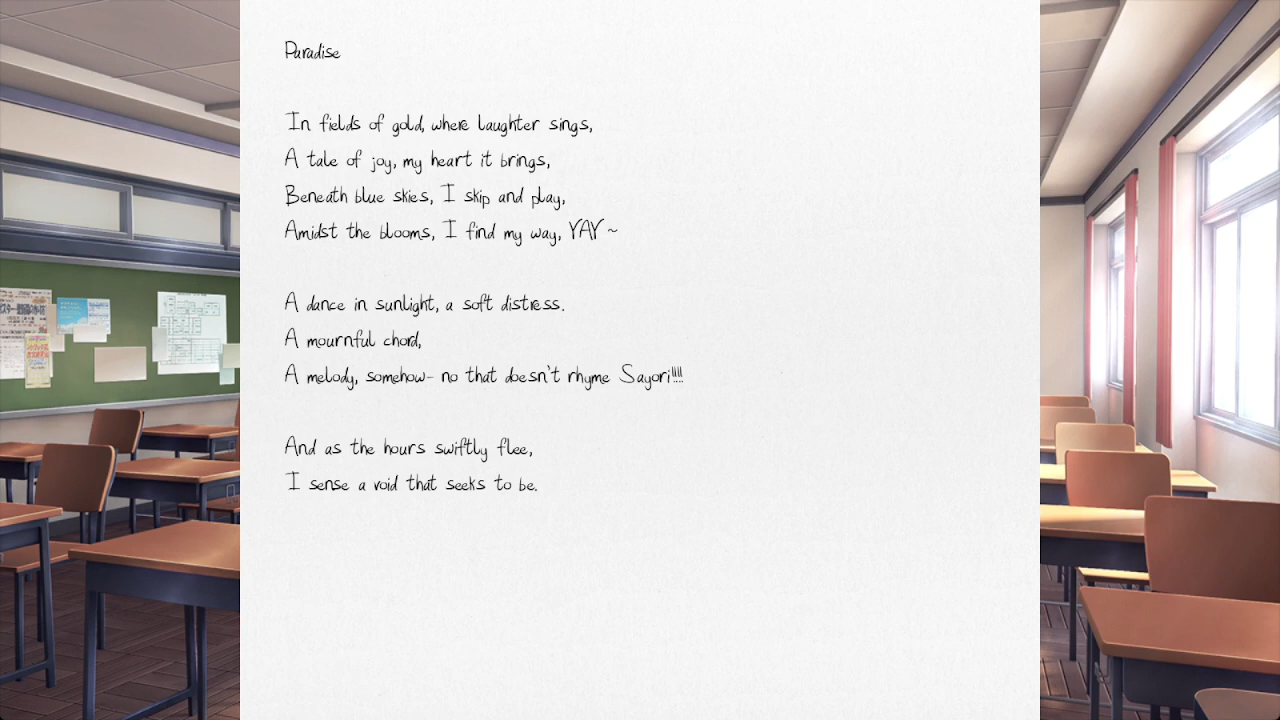 Paradise
In fields of gold, where laughter sings,
A tale of joy, my heart it brings,
Beneath blue skies, I skip and play,
Amidst the blooms, I find my way, YAY ~
A dance in sunlight, a soft distress.
A mournful chord,
A melody, somehow- no that doesn't rhyme Sayori!!!!
And as the hours swiftly flee,
I sense a void that seeks to be.